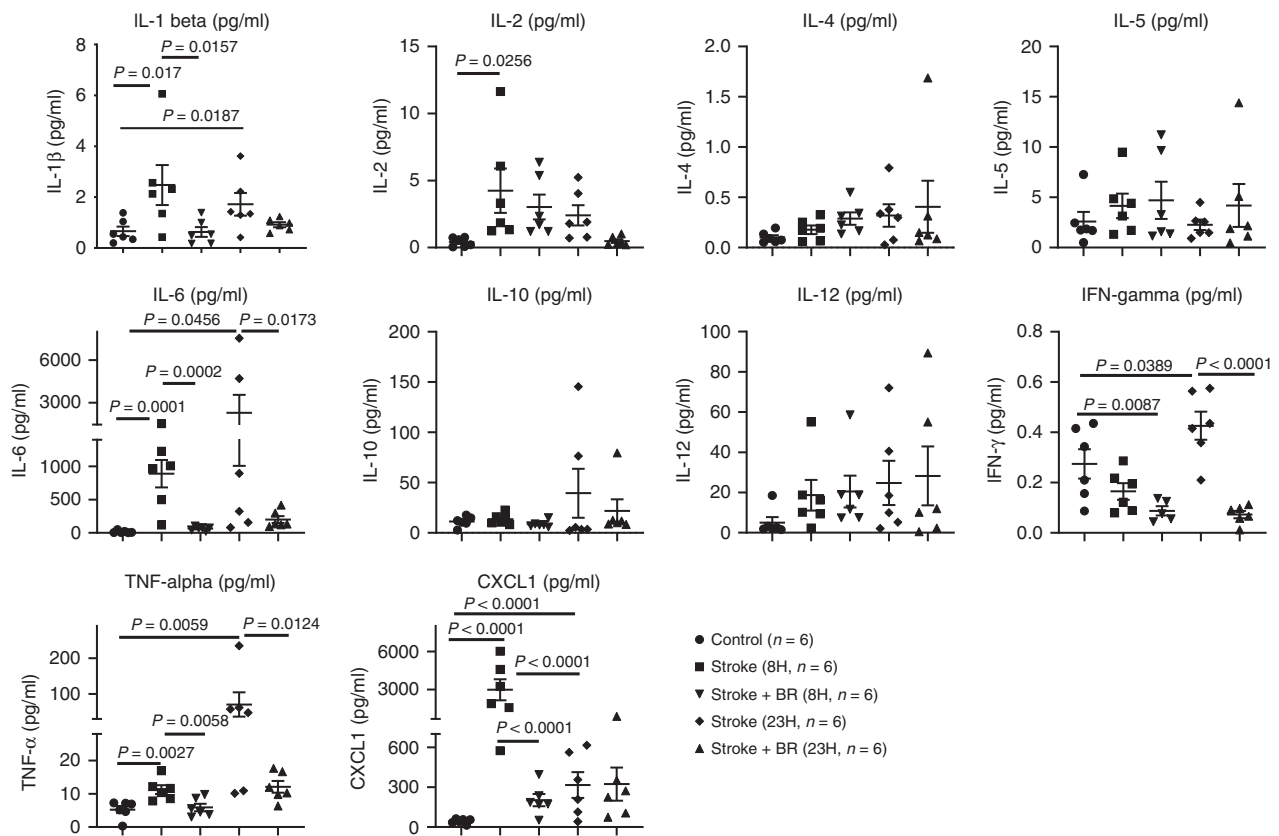 IL-1 beta (pg/ml)
IL-1β (pg/ml)
8
6
4
2
0
P = 0.0157
P = 0.017
P = 0.0187
IL-2 (pg/ml)
IL-2 (pg/ml)
15
10
5
0
P = 0.0256
IL-4 (pg/ml)
IL-4 (pg/ml)
2.0
1.5
1.0
0.5
0.0
IL-5 (pg/ml)
IL-5 (pg/ml)
20
15
10
5
0
IL-6 (pg/ml)
IL-6 (pg/ml)
6000
3000
1000
500
0
P = 0.0456
P = 0.0173
P = 0.0002
P = 0.0001
IL-10 (pg/ml)
IL-10 (pg/ml)
200
150
100
50
0
IL-12 (pg/ml)
IL-12 (pg/ml)
100
80
60
40
20
0
IFN-gamma (pg/ml)
IFN-γ (pg/ml)
0.8
0.6
0.4
0.2
0.0
P = 0.0389
P < 0.0001
P = 0.0087
TNF-alpha (pg/ml)
TNF-α (pg/ml)
200
100
20
10
0
P = 0.0059
P = 0.0124
P = 0.0058
P = 0.0027
CXCL1 (pg/ml)
CXCL1 (pg/ml)
6000
3000
600
300
0
P < 0.0001
P < 0.0001
P < 0.0001
P < 0.0001
Control (n = 6)
Stroke (8H, n = 6)
Stroke + BR (8H, n = 6)
Stroke (23H, n = 6)
Stroke + BR (23H, n = 6)